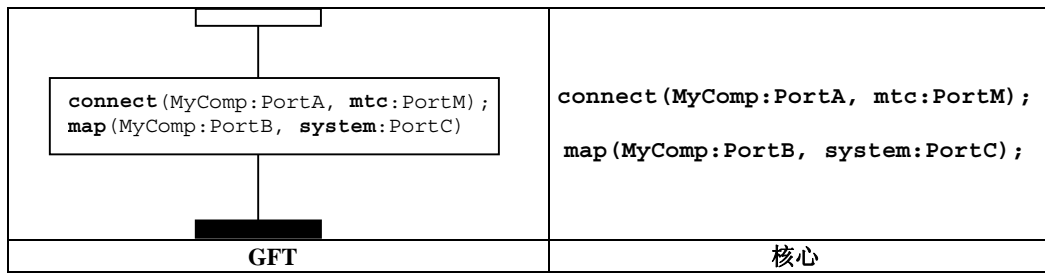 connect(MyComp:PortA, mtc:PortM);
map(MyComp:PortB, system:PortC)
connect(MyComp:PortA, mtc:PortM);
map(MyComp:PortB, system:PortC);
GFT
核心